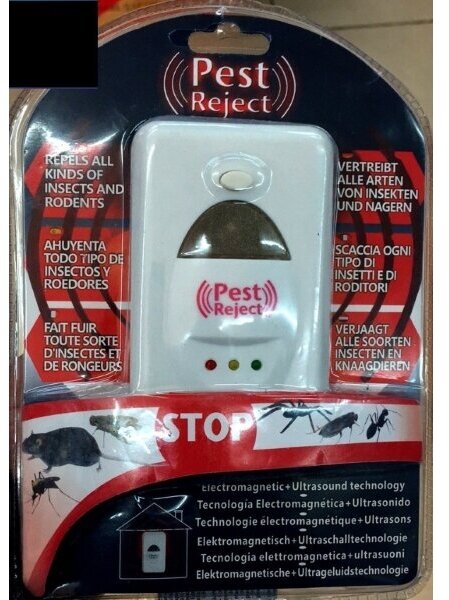 Pest
Reject
REPELS ALL
KINDS OF
INSECTS AND
RODENTS
VERTREIBT
ALLE ARTEN
VON INSEKTEN
UND NAGERN
AHUYENTA
TODO TIPO DE
INSECTOS Y
ROEDORES
SCACCIA OGNI
TIPO DI
INSETTI E DI
RODITORI
FAIT FUIR
TOUTE SORTE
D'INSECTES ET
DE RONGEURS
VERJAAGT
ALLE SOORTEN
INSECTEN EN
KNAAGDIEREN
Pest
Reject
STOP
Electromagnetic+Ultrasound technology
Tecnología Electromagnética+Ultrasonido
Technologie électromagnétique+Ultrasons
Elektromagnetisch+Ultraschalltechnologie
Tecnologia elettromagnetica+ultrasuoni
Elektromagnetische+Ultrageluidstechnologie